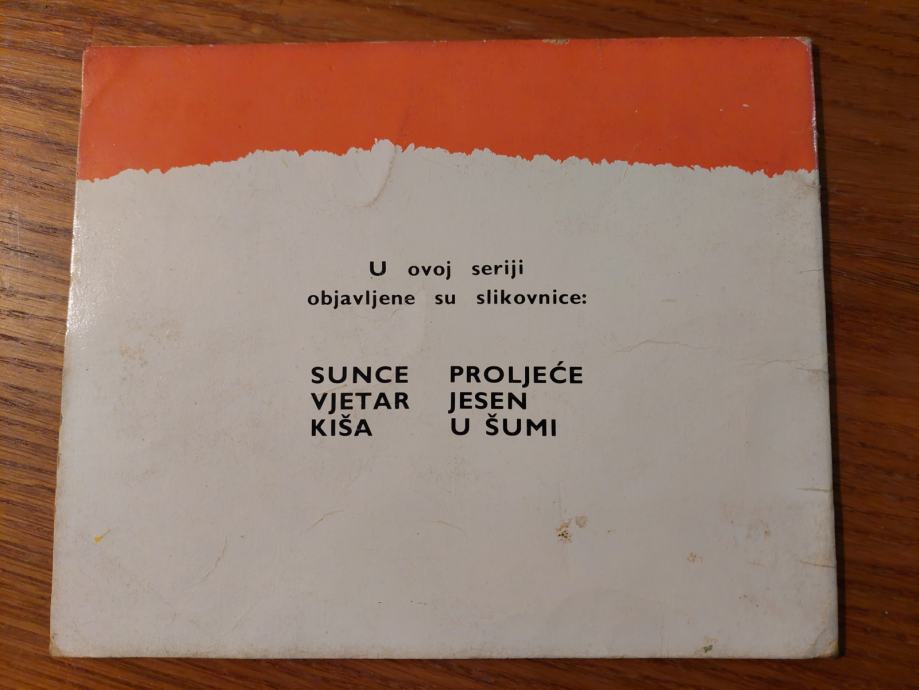 U ovoj seriji
objavljene su slikovnice:
SUNCE PROLJEĆE
VJETAR JESEN
KIŠA U ŠUMI